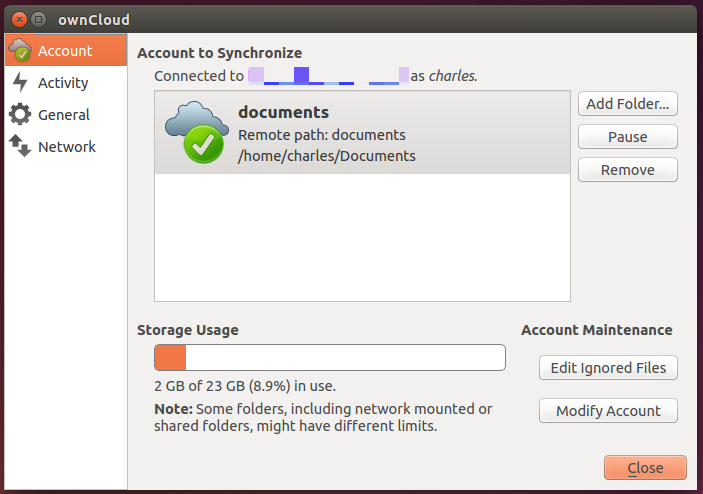 ownCloud
Account
Activity
General
Network
Account to Synchronize
Connected to as charles.
documents
Remote path: documents
/home/charles/Documents
Add Folder...
Pause
Remove
Storage Usage
2 GB of 23 GB (8.9%) in use.
Note: Some folders, including network mounted or
shared folders, might have different limits.
Account Maintenance
Edit Ignored Files
Modify Account
Close